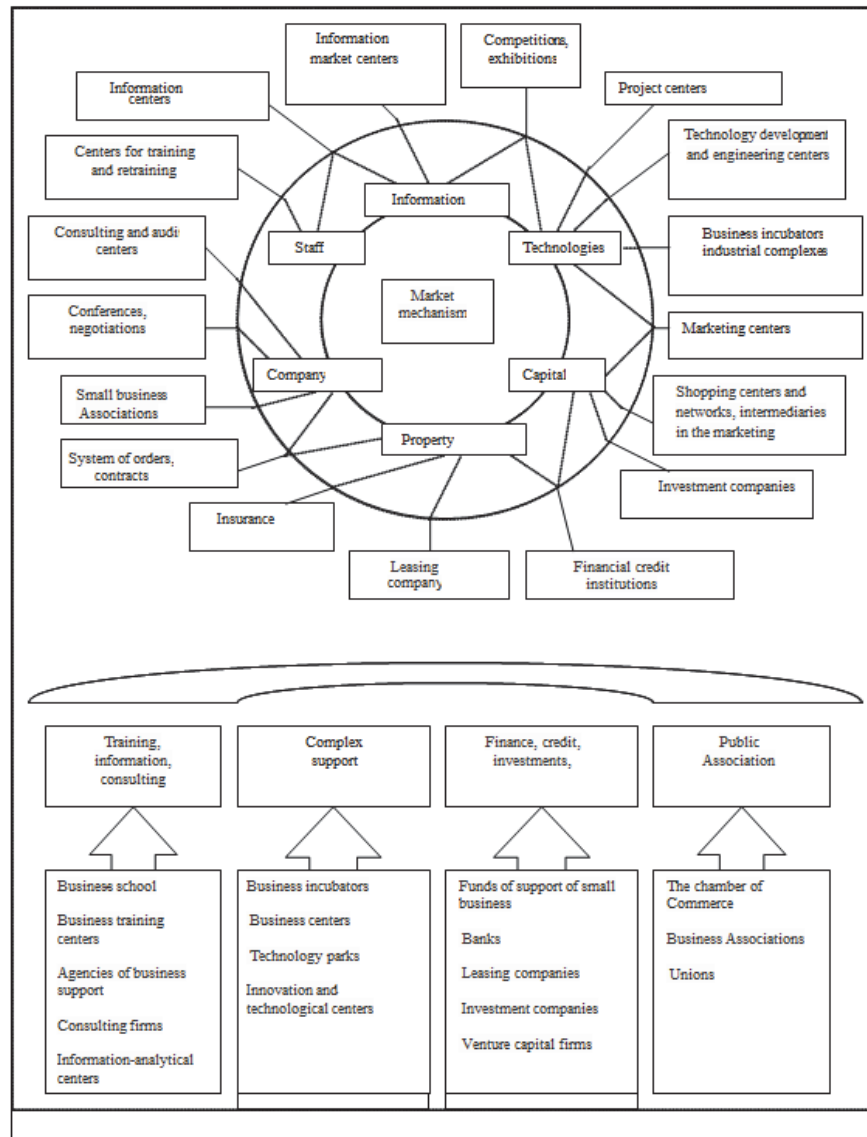 Information
market centers
Competitions,
exhibitions
Information
centers
Project centers
Centers for training
and retraining
Technology development
and engineering centers
Information
Consulting and audit
centers
Staff
Technologies
Business incubators
industrial complexes
Market
mechanism
Conferences,
negotiations
Marketing centers
Company
Capital
Small business
Associations
Shopping centers and
networks, intermediaries
in the marketing
Property
System of orders,
contracts
Investment companies
Insurance
Leasing
company
Financial credit
institutions
Training,
information,
consulting
Complex
support
Finance, credit,
investments,
Public
Association
Business school
Business training
centers
Agencies of business
support
Consulting firms
Information-analytical
centers
Business incubators
Business centers
Technology parks
Innovation and
technological centers
Funds of support of small
business
Banks
Leasing companies
Investment companies
Venture capital firms
The chamber of
Commerce
Business Associations
Unions